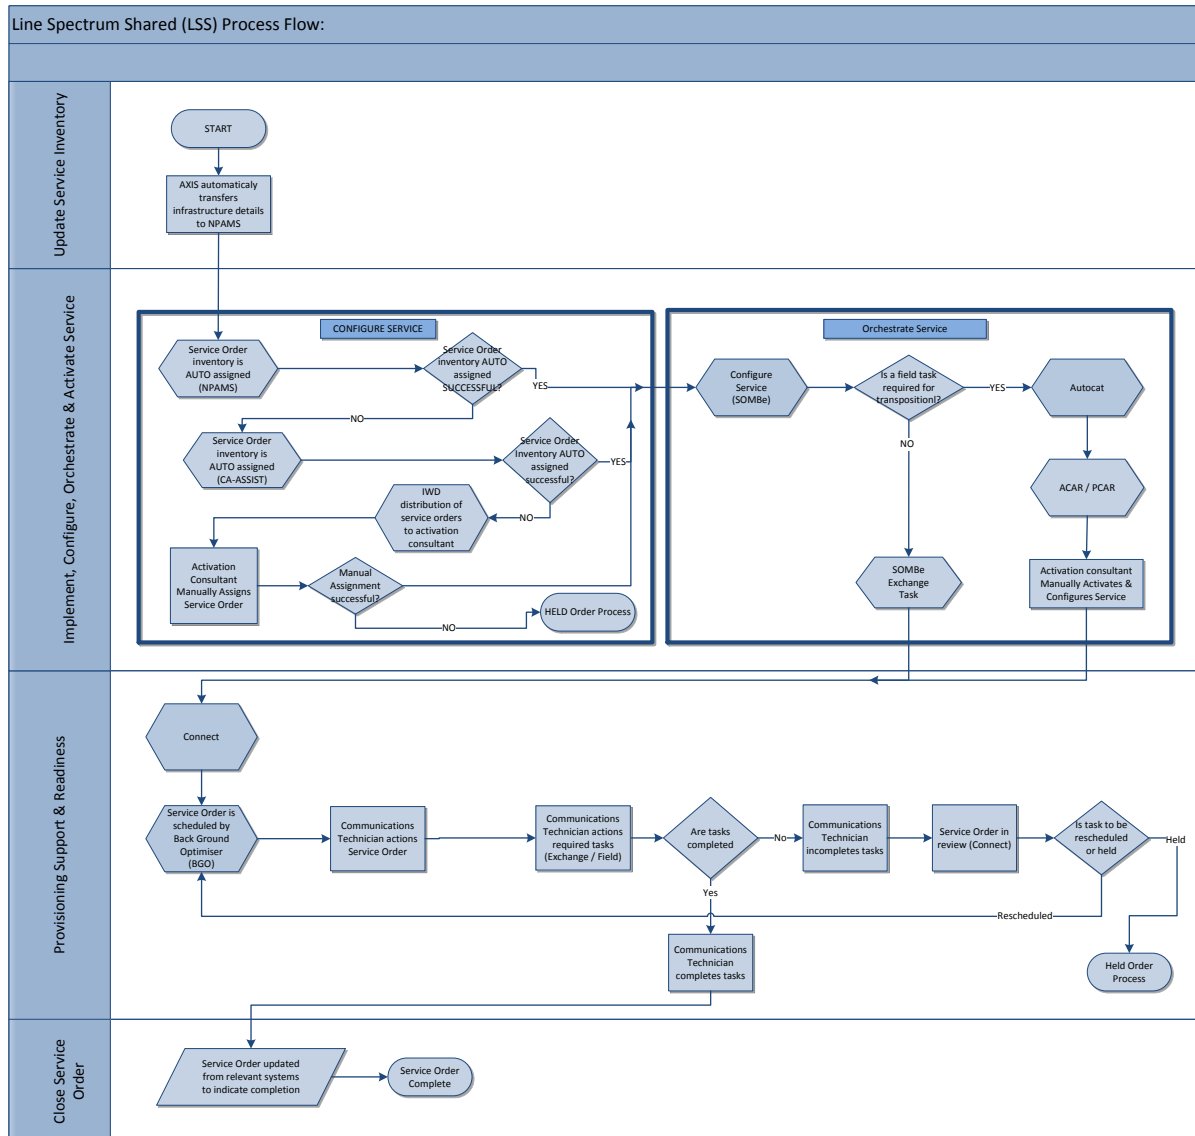 Line Spectrum Shared (LSS) Process Flow:
Update Service Inventory
START
AXIS automaticaly
transfers
infrastructure details
to NPAMS
Implement, Configure, Orchestrate & Activate Service
CONFIGURE SERVICE
Service Order
inventory is
AUTO assigned
(NPAMS)
Service Order
inventory AUTO
assigned
SUCCESSFUL?
YES
NO
Service Order
inventory is
AUTO assigned
(CA-ASSIST)
Service Order
Inventory AUTO
assigned
successful?
YES
NO
IWD
distribution of
service orders
to activation
consultant
Activation
Consultant
Manually Assigns
Service Order
Manual
Assignment
successful?
NO
HELD Order Process
Orchestrate Service
Configure
Service
(SOMBe)
Is a field task
required for
transpositionl?
YES
NO
Autocat
ACAR / PCAR
SOMBe
Exchange
Task
Activation consultant
Manually Activates &
Configures Service
Provisioning Support & Readiness
Connect
Service Order is
scheduled by
Back Ground
Optimiser
(BGO)
Communications
Technician actions
Service Order
Communications
Technician actions
required tasks
(Exchange / Field)
Are tasks
completed
No
Yes
Communications
Technician
incompletes tasks
Service Order in
review (Connect)
Is task to be
rescheduled
or held
Held
Rescheduled
Communications
Technician
completes tasks
Held Order
Process
Close Service
Order
Service Order updated
from relevant systems
to indicate completion
Service Order
Complete